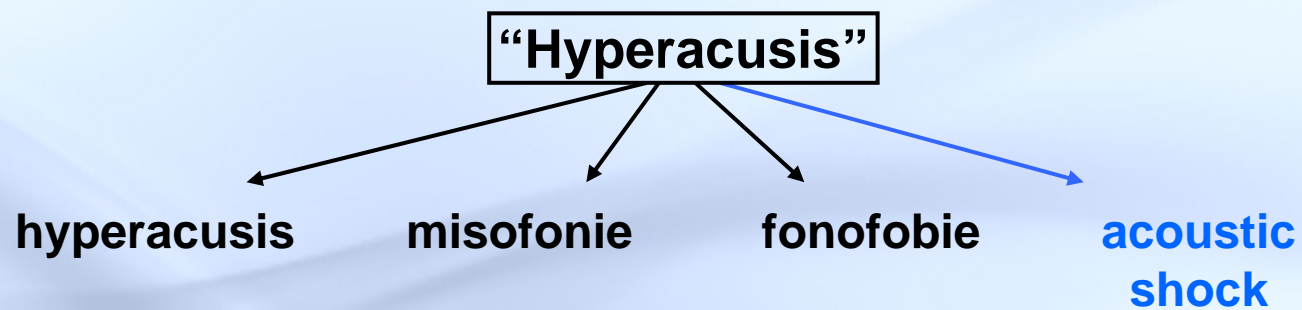 “Hyperacusis”
hyperacusis misofonie fonofobie acoustic
shock